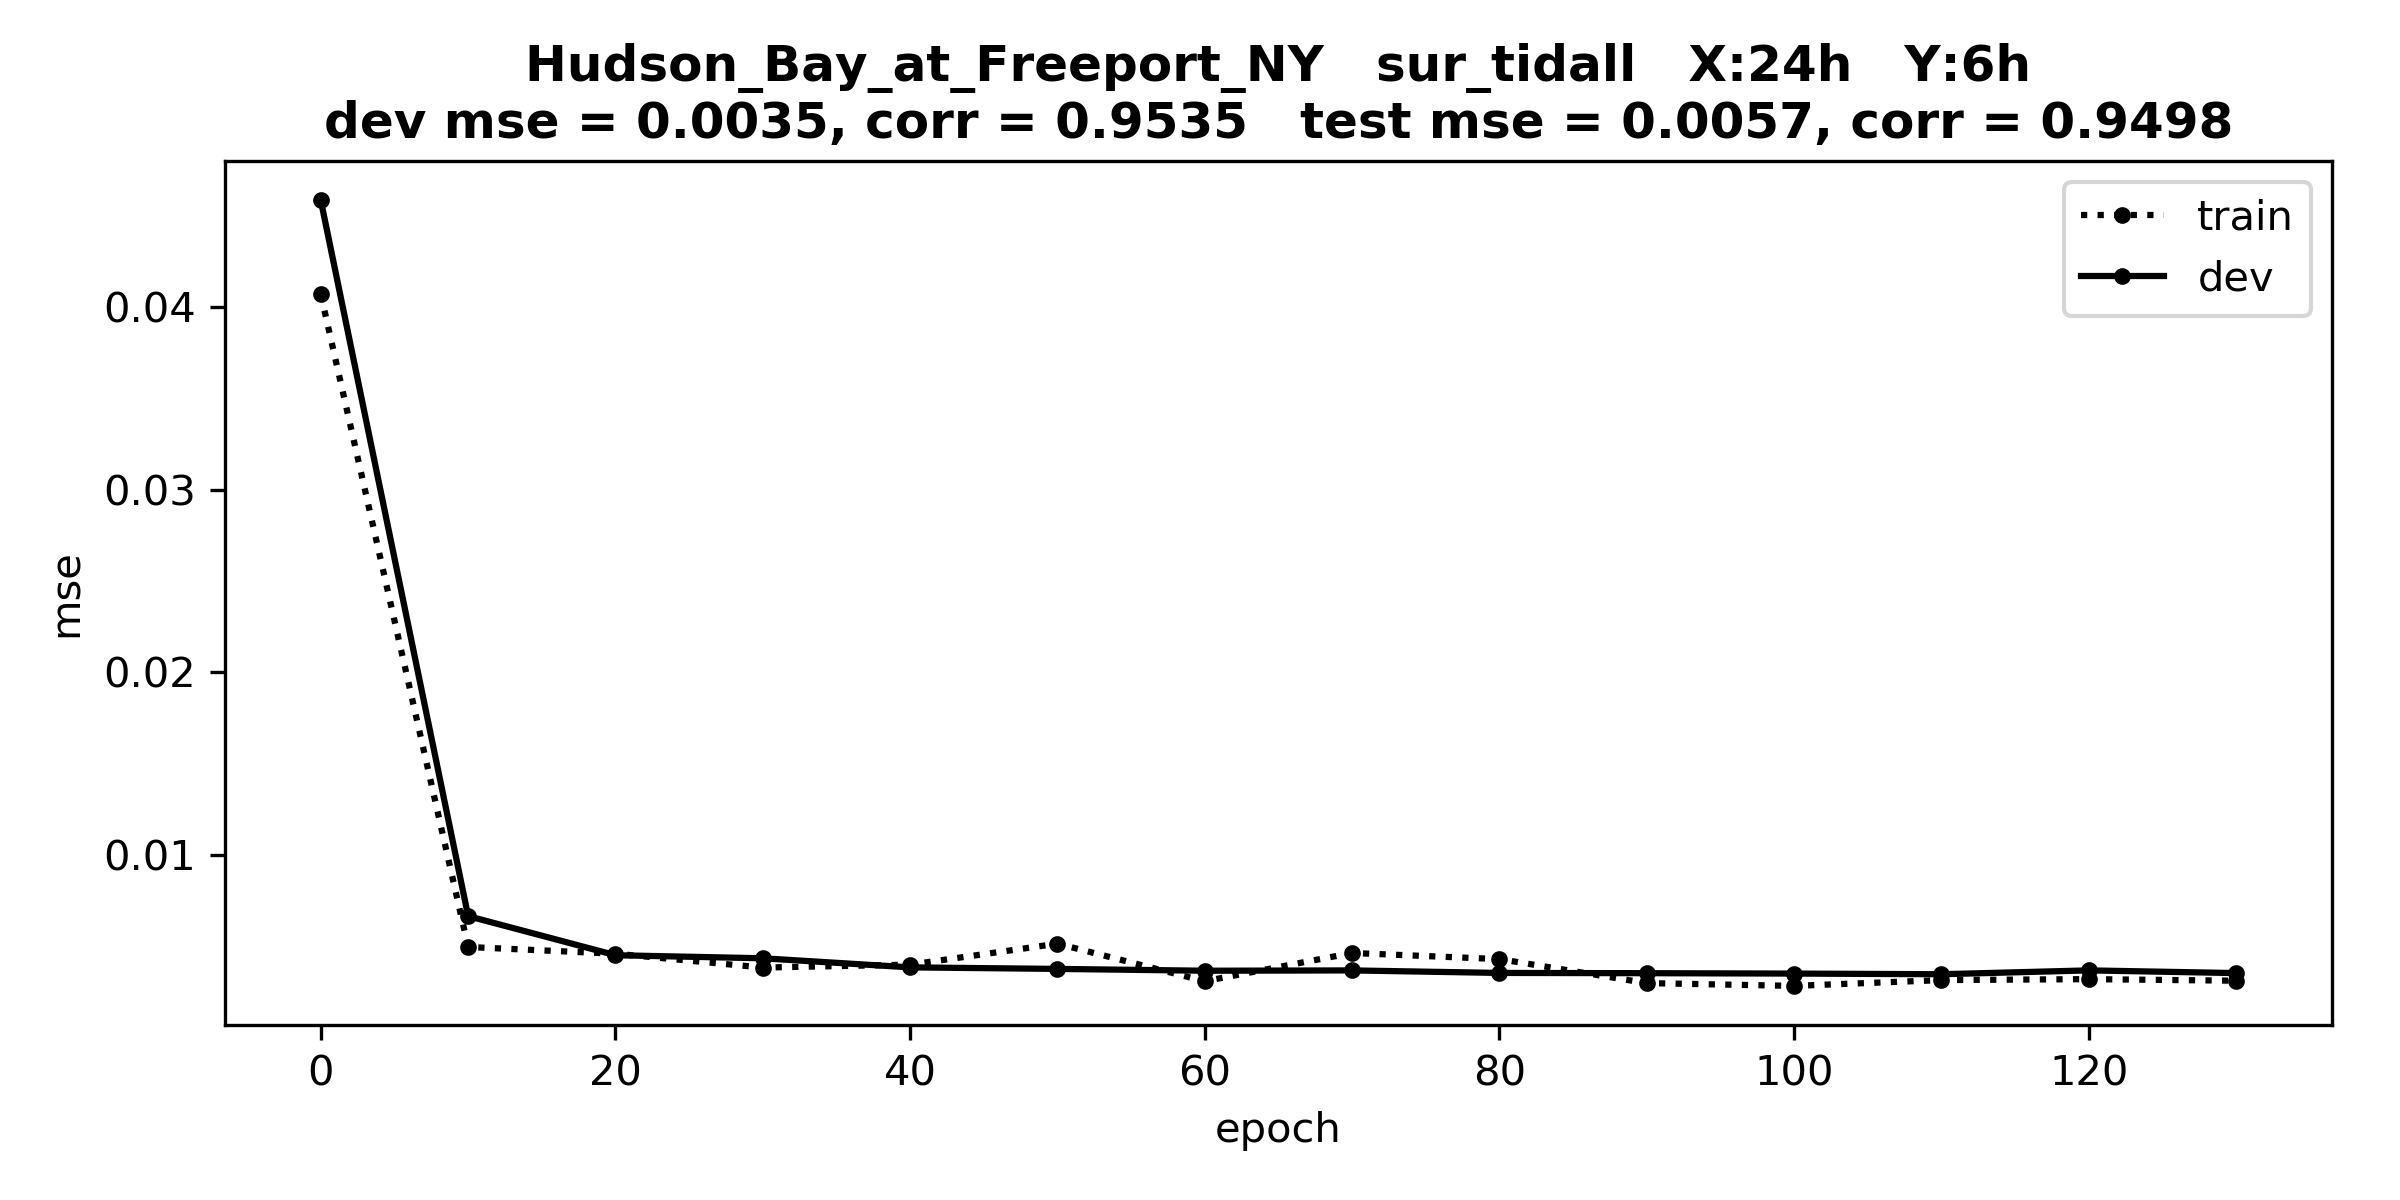 Hudson_Bay_at_Freeport_NY   sur_tidall   X:24h   Y:6h
dev mse = 0.0035, corr = 0.9535   test mse = 0.0057, corr = 0.9498
train
dev
0.04
0.03
0.02
0.01
mse
0 20 40 60 80 100 120
epoch